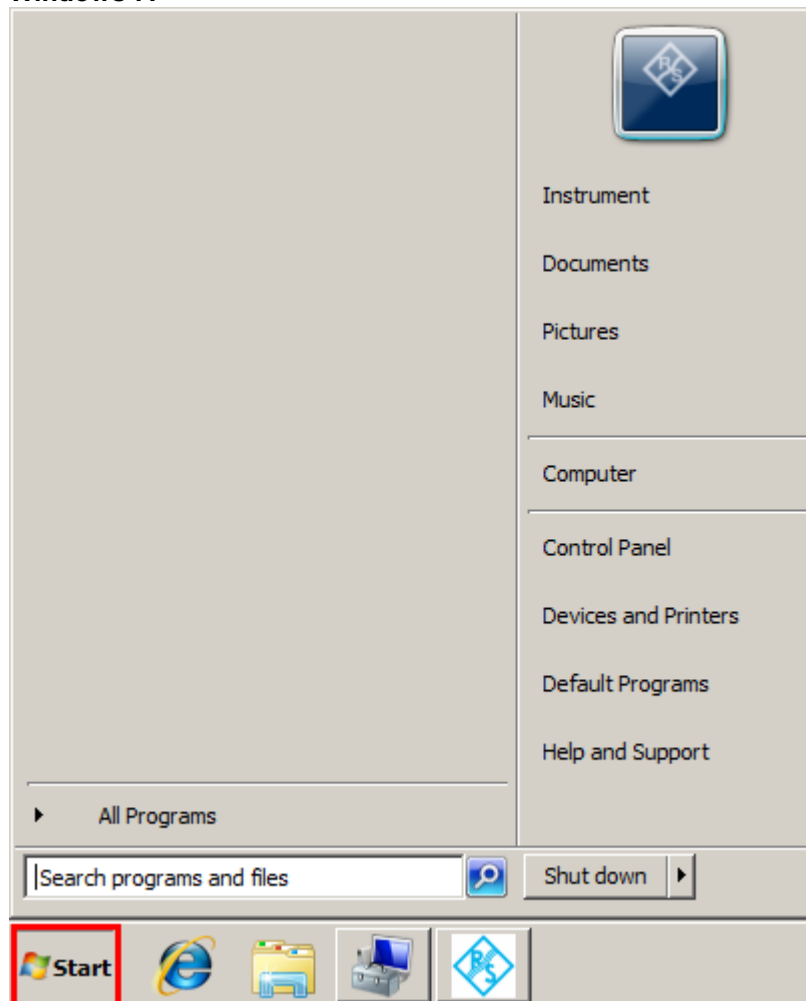 R/S
Instrument
Documents
Pictures
Music
Computer
Control Panel
Devices and Printers
Default Programs
Help and Support
All Programs
Search programs and files
Shut down
Start
R/S